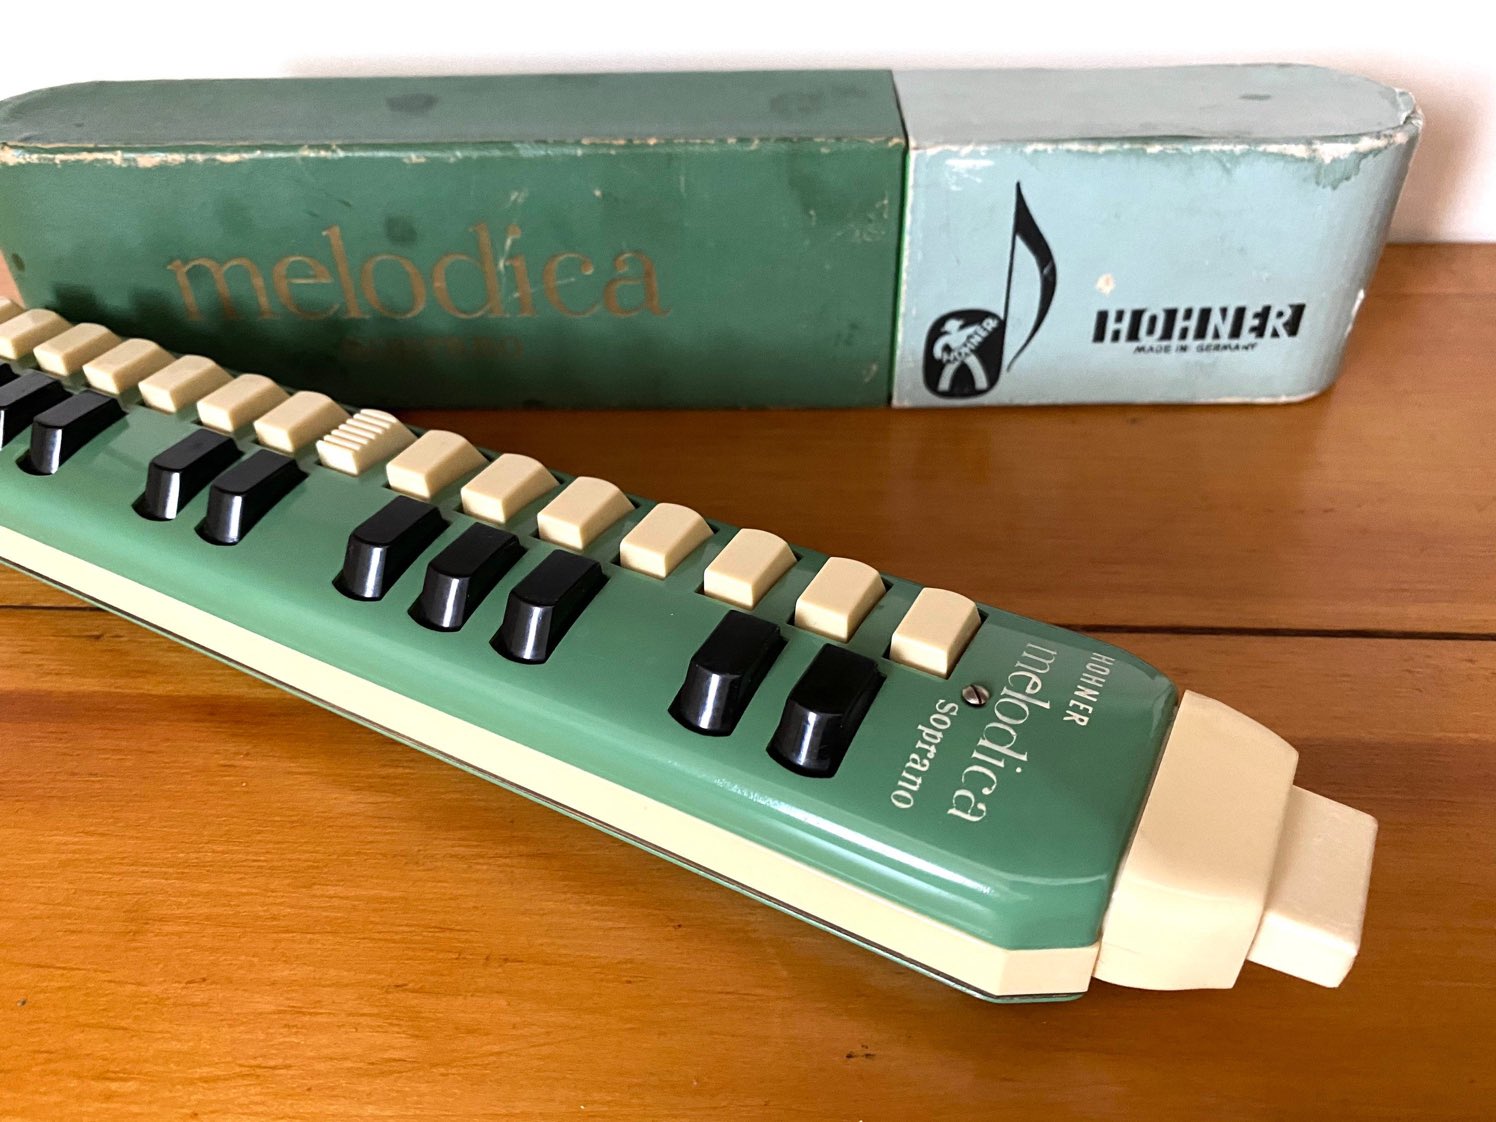 melodica
HOHNER
HOHNER
MADE IN GERMANY
HOHNER
melodica
Soprano